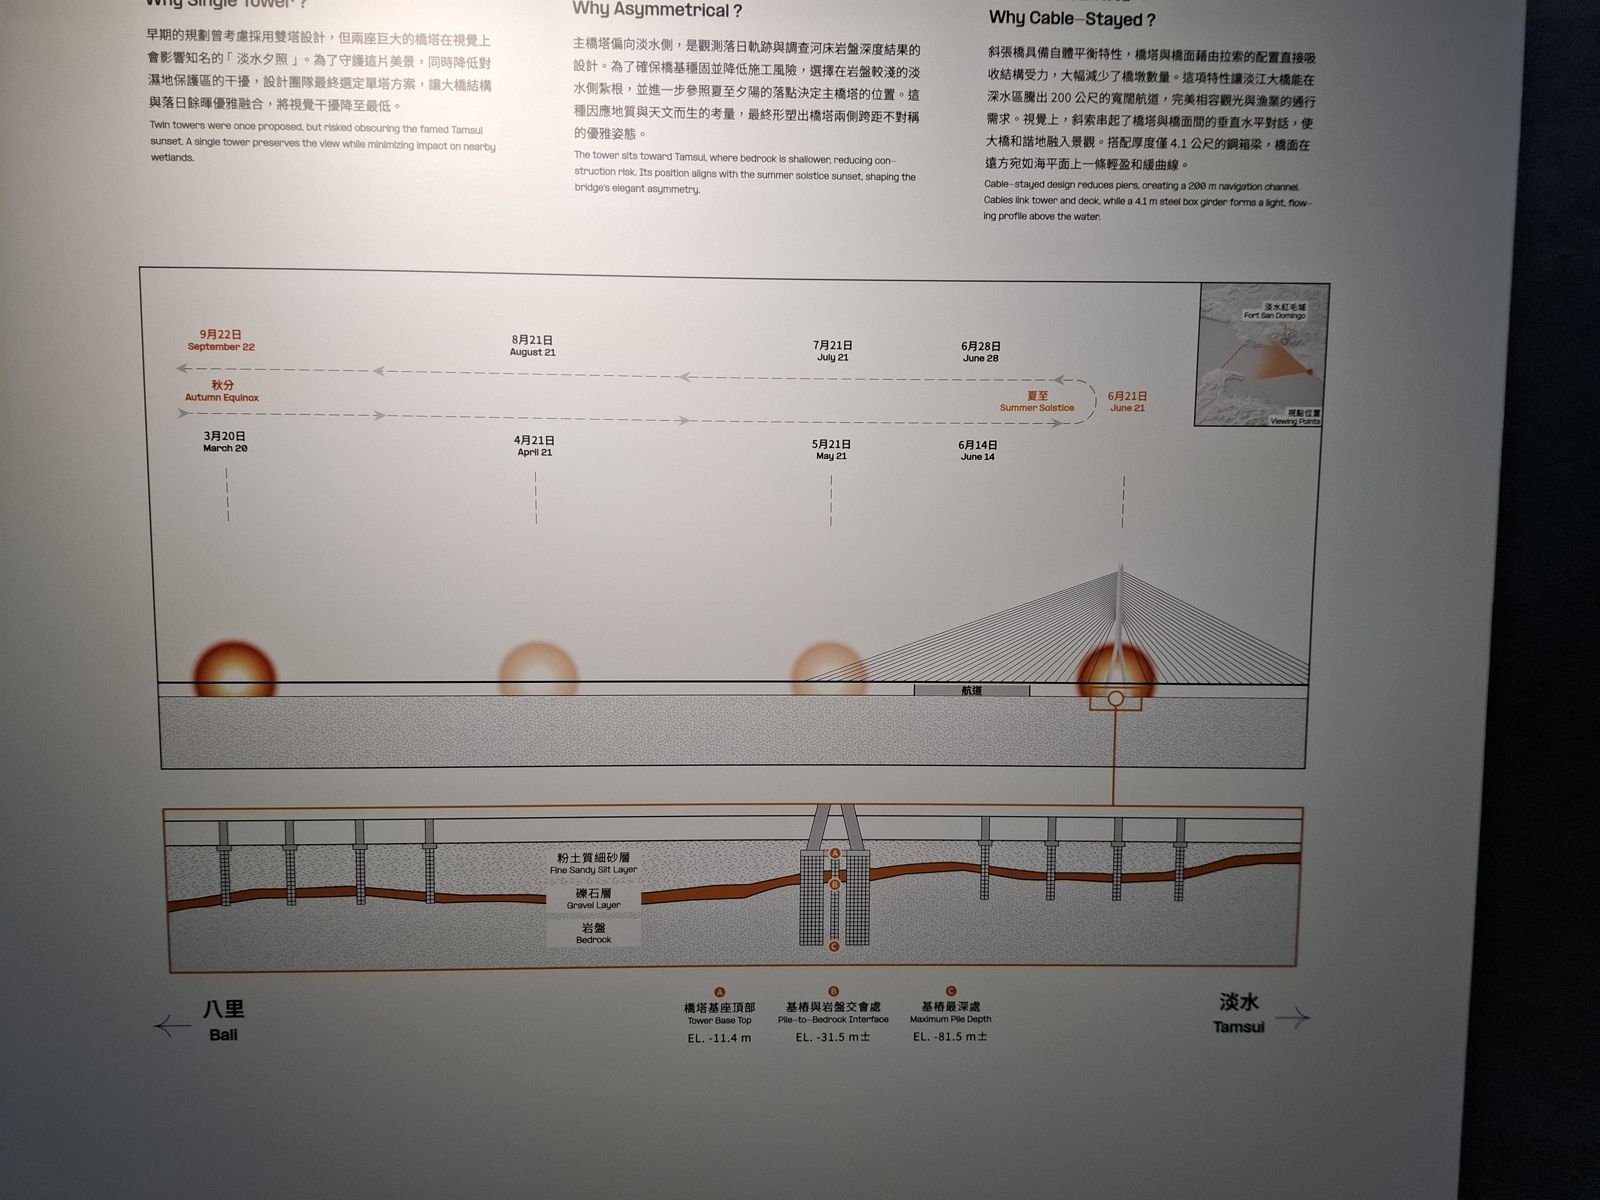 Why Single Tower ?
早期的規劃曾考慮採用雙塔設計，但兩座巨大的橋塔在視覺上
會影響知名的「淡水夕照」。為了守護這片美景，同時降低對
濕地保護區的干擾，設計團隊最終選定單塔方案，讓大橋結構
與落日餘暉優雅融合，將視覺干擾降至最低。
Twin towers were once proposed, but risked obscuring the famed Tamsui
sunset. A single tower preserves the view while minimizing impact on nearby
wetlands.
Why Asymmetrical ?
主橋塔偏向淡水側，是觀測落日軌跡與調查河床岩盤深度結果的
設計。為了確保橋基穩固並降低施工風險，選擇在岩盤較淺的淡
水側紮根，並進一步參照夏至夕陽的落點決定主橋塔的位置。這
種因應地質與天文而生的考量，最終形塑出橋塔兩側跨距不對稱
的優雅姿態。
The tower sits toward Tamsui, where bedrock is shallower, reducing con-
struction risk. Its position aligns with the summer solstice sunset, shaping the
bridge's elegant asymmetry.
Why Cable-Stayed ?
斜張橋具備自體平衡特性，橋塔與橋面藉由拉索的配置直接吸
收結構受力，大幅減少了橋墩數量。這項特性讓淡江大橋能在
深水區騰出 200 公尺的寬闊航道，完美相容觀光與漁業的通行
需求。視覺上，斜索串起了橋塔與橋面間的垂直水平對話，使
大橋和諧地融入景觀。搭配厚度僅 4.1 公尺的鋼箱梁，橋面在
遠方宛如海平面上一條輕盈和緩曲線。
Cable-stayed design reduces piers, creating a 200 m navigation channel.
Cables link tower and deck, while a 4.1 m steel box girder forms a light, flow-
ing profile above the water.
淡水紅毛城
Fort San Domingo
視點位置
Viewing Points
9月22日
September 22
8月21日
August 21
7月21日
July 21
6月28日
June 28
秋分
Autumn Equinox
夏至
Summer Solstice
6月21日
June 21
3月20日
March 20
4月21日
April 21
5月21日
May 21
6月14日
June 14
航道
粉土質細砂層
Fine Sandy Silt Layer
礫石層
Gravel Layer
岩盤
Bedrock
A
B
C
八里
Bali
A
橋塔基座頂部
Tower Base Top
EL. -11.4 m
B
基樁與岩盤交會處
Pile-to-Bedrock Interface
EL. -31.5 m±
C
基樁最深處
Maximum Pile Depth
EL. -81.5 m±
淡水
Tamsui